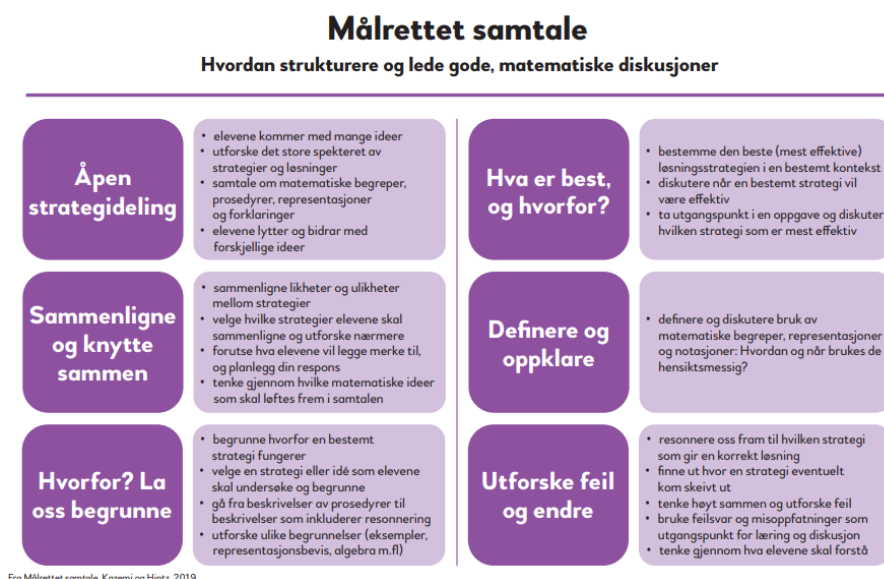 Målrettet samtale
Hvordan strukturere og lede gode, matematiske diskusjoner
Åpen
strategideling
• elevene kommer med mange ideer
• utforske det store spekteret av
strategier og løsninger
• samtale om matematiske begreper,
prosedyrer, representasjoner
og forklaringer
• elevene lytter og bidrar med
forskjellige ideer
Sammenligne
og knytte
sammen
• sammenligne likheter og ulikheter
mellom strategier
• velge hvilke strategier elevene skal
sammenligne og utforske nærmere
• forutse hva elevene vil legge merke til,
og planlegg din respons
• tenke gjennom hvilke matematiske ideer
som skal løftes frem i samtalen
Hvorfor? La
oss begrunne
• begrunne hvorfor en bestemt
strategi fungerer
• velge en strategi eller idé som elevene
skal undersøke og begrunne
• gå fra beskrivelser av prosedyrer til
beskrivelser som inkluderer resonnering
• utforske ulike begrunnelser (eksempler,
representasjonsbevis, algebra m.fl)
Hva er best,
og hvorfor?
• bestemme den beste (mest effektive)
løsningsstrategien i en bestemt kontekst
• diskutere når en bestemt strategi vil
være effektiv
• ta utgangspunkt i en oppgave og diskuter
hvilken strategi som er mest effektiv
Definere og
oppklare
• definere og diskutere bruk av
matematiske begreper, representasjoner
og notasjoner: Hvordan og når brukes de
hensiktsmessig?
Utforske feil
og endre
• resonnere oss fram til hvilken strategi
som gir en korrekt løsning
• finne ut hvor en strategi eventuelt
kom skeivt ut
• tenke høyt sammen og utforske feil
• bruke feilsvar og misoppfatninger som
utgangspunkt for læring og diskusjon
• tenke gjennom hva elevene skal forstå
Fra Målrettet samtale, Kazemi og Hintz, 2019